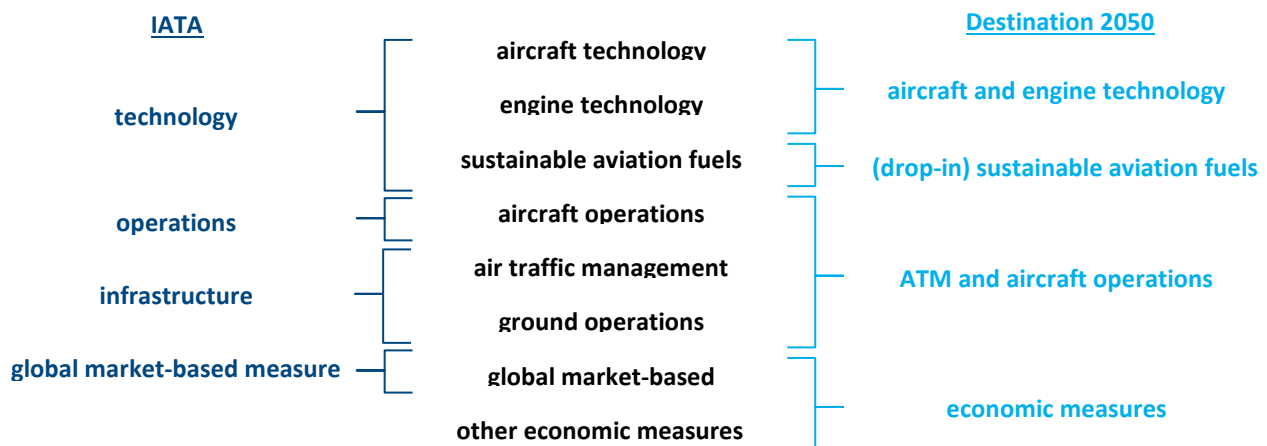 IATA
Destination 2050
aircraft technology
aircraft and engine technology
engine technology
technology
sustainable aviation fuels
(drop-in) sustainable aviation fuels
aircraft operations
operations
air traffic management
ATM and aircraft operations
infrastructure
ground operations
global market-based measure
global market-based
economic measures
other economic measures